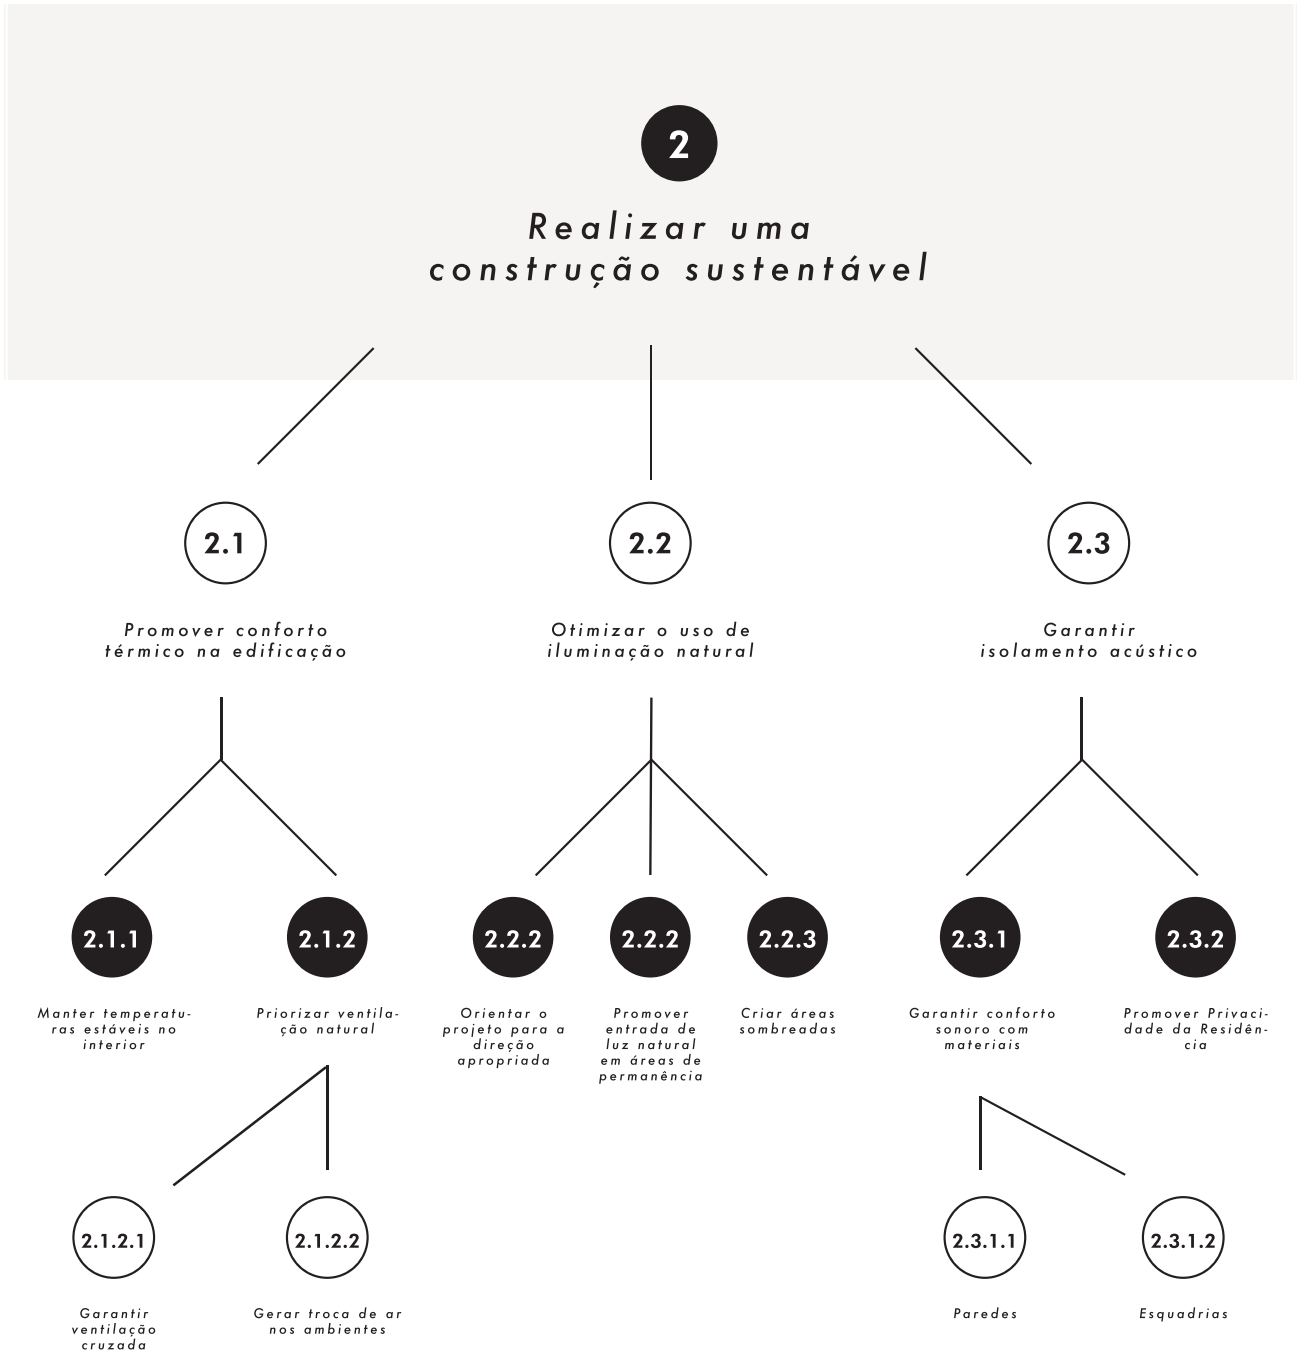 2
Realizar uma
construção sustentável
2.1
Promover conforto
térmico na edificação
2.2
Otimizar o uso de
iluminação natural
2.3
Garantir
isolamento acústico
2.1.1
Manter temperatu-
ras estáveis no
interior
2.1.2
Priorizar ventila-
ção natural
2.2.2
Orientar o
projeto para a
direção
apropriada
2.2.2
Promover
entrada de
luz natural
em áreas de
permanência
2.2.3
Criar áreas
sombreadas
2.3.1
Garantir conforto
sonoro com
materiais
2.3.2
Promover Privaci-
dade da Residên-
cia
2.1.2.1
Garantir
ventilação
cruzada
2.1.2.2
Gerar troca de ar
nos ambientes
2.3.1.1
Paredes
2.3.1.2
Esquadrias